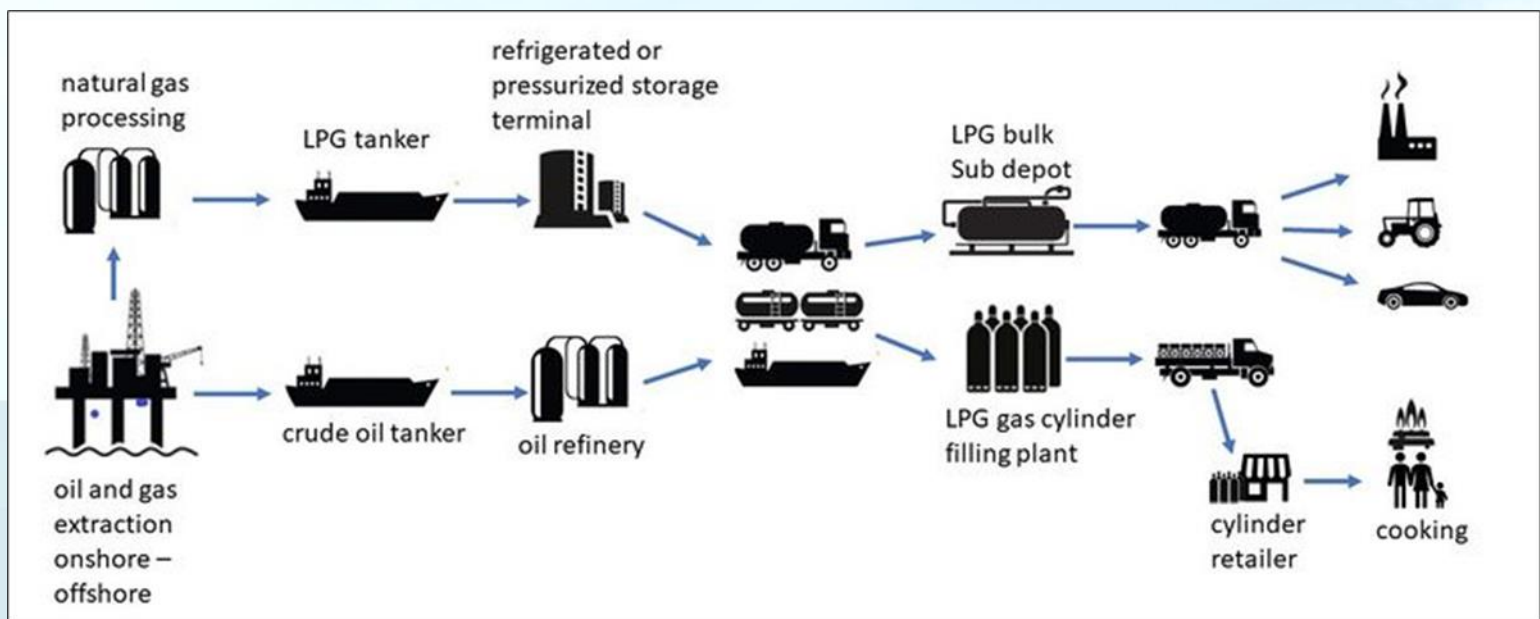 natural gas
processing
LPG tanker
refrigerated or
pressurized storage
terminal
LPG bulk
Sub depot
oil and gas
extraction
onshore –
offshore
crude oil tanker
oil refinery
LPG gas cylinder
filling plant
cylinder
retailer
cooking